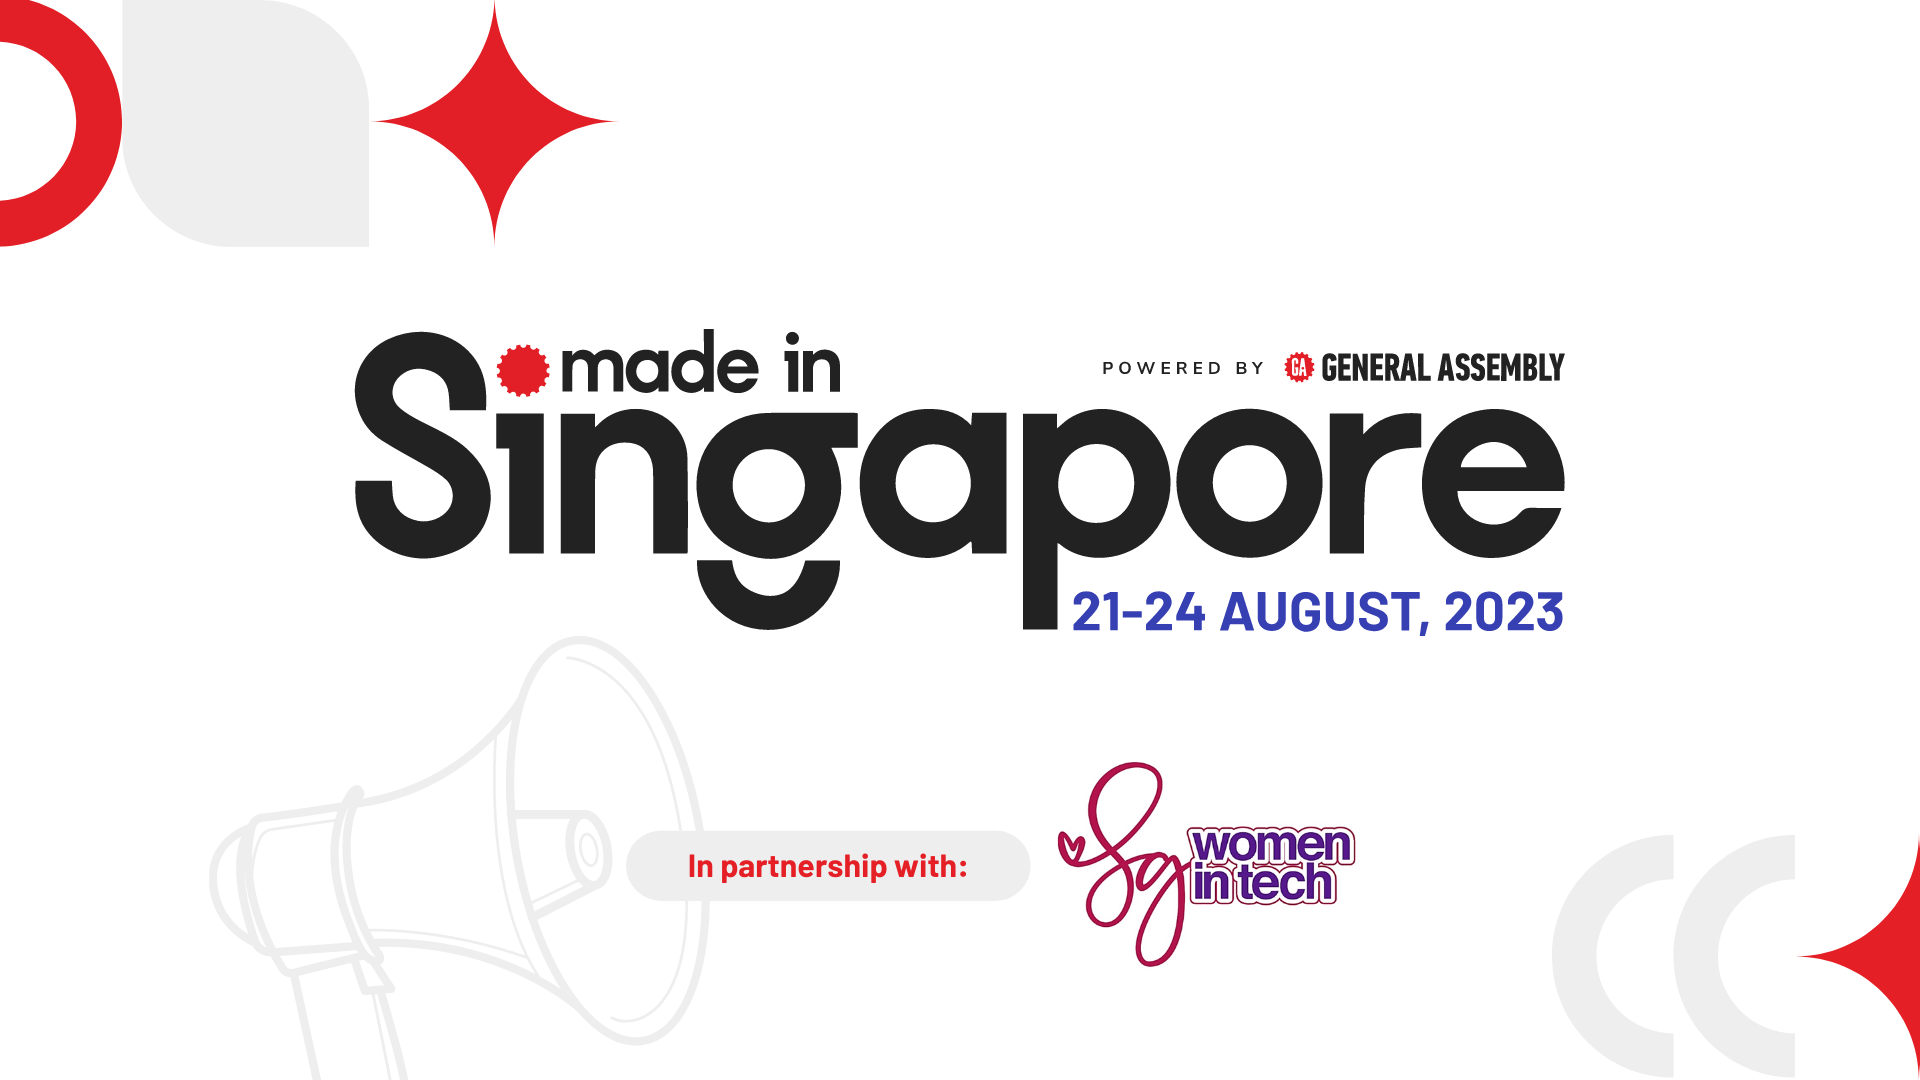 made in
Singapore
POWERED BY GA GENERAL ASSEMBLY
21-24 AUGUST, 2023
In partnership with:
Sg women
in tech